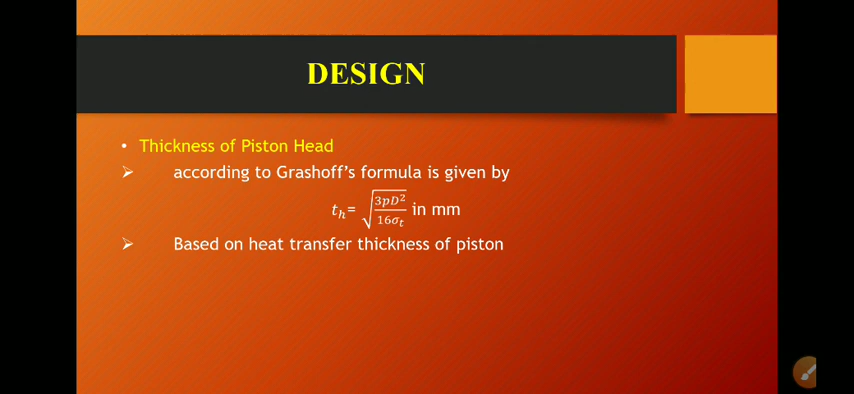 DESIGN
• Thickness of Piston Head
➢ according to Grashoff's formula is given by
t_h= √(3pD²/16σ_t) in mm
➢ Based on heat transfer thickness of piston